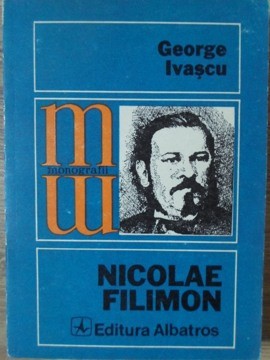 George
Ivașcu
m
monografii
m
NICOLAE
FILIMON
Editura Albatros